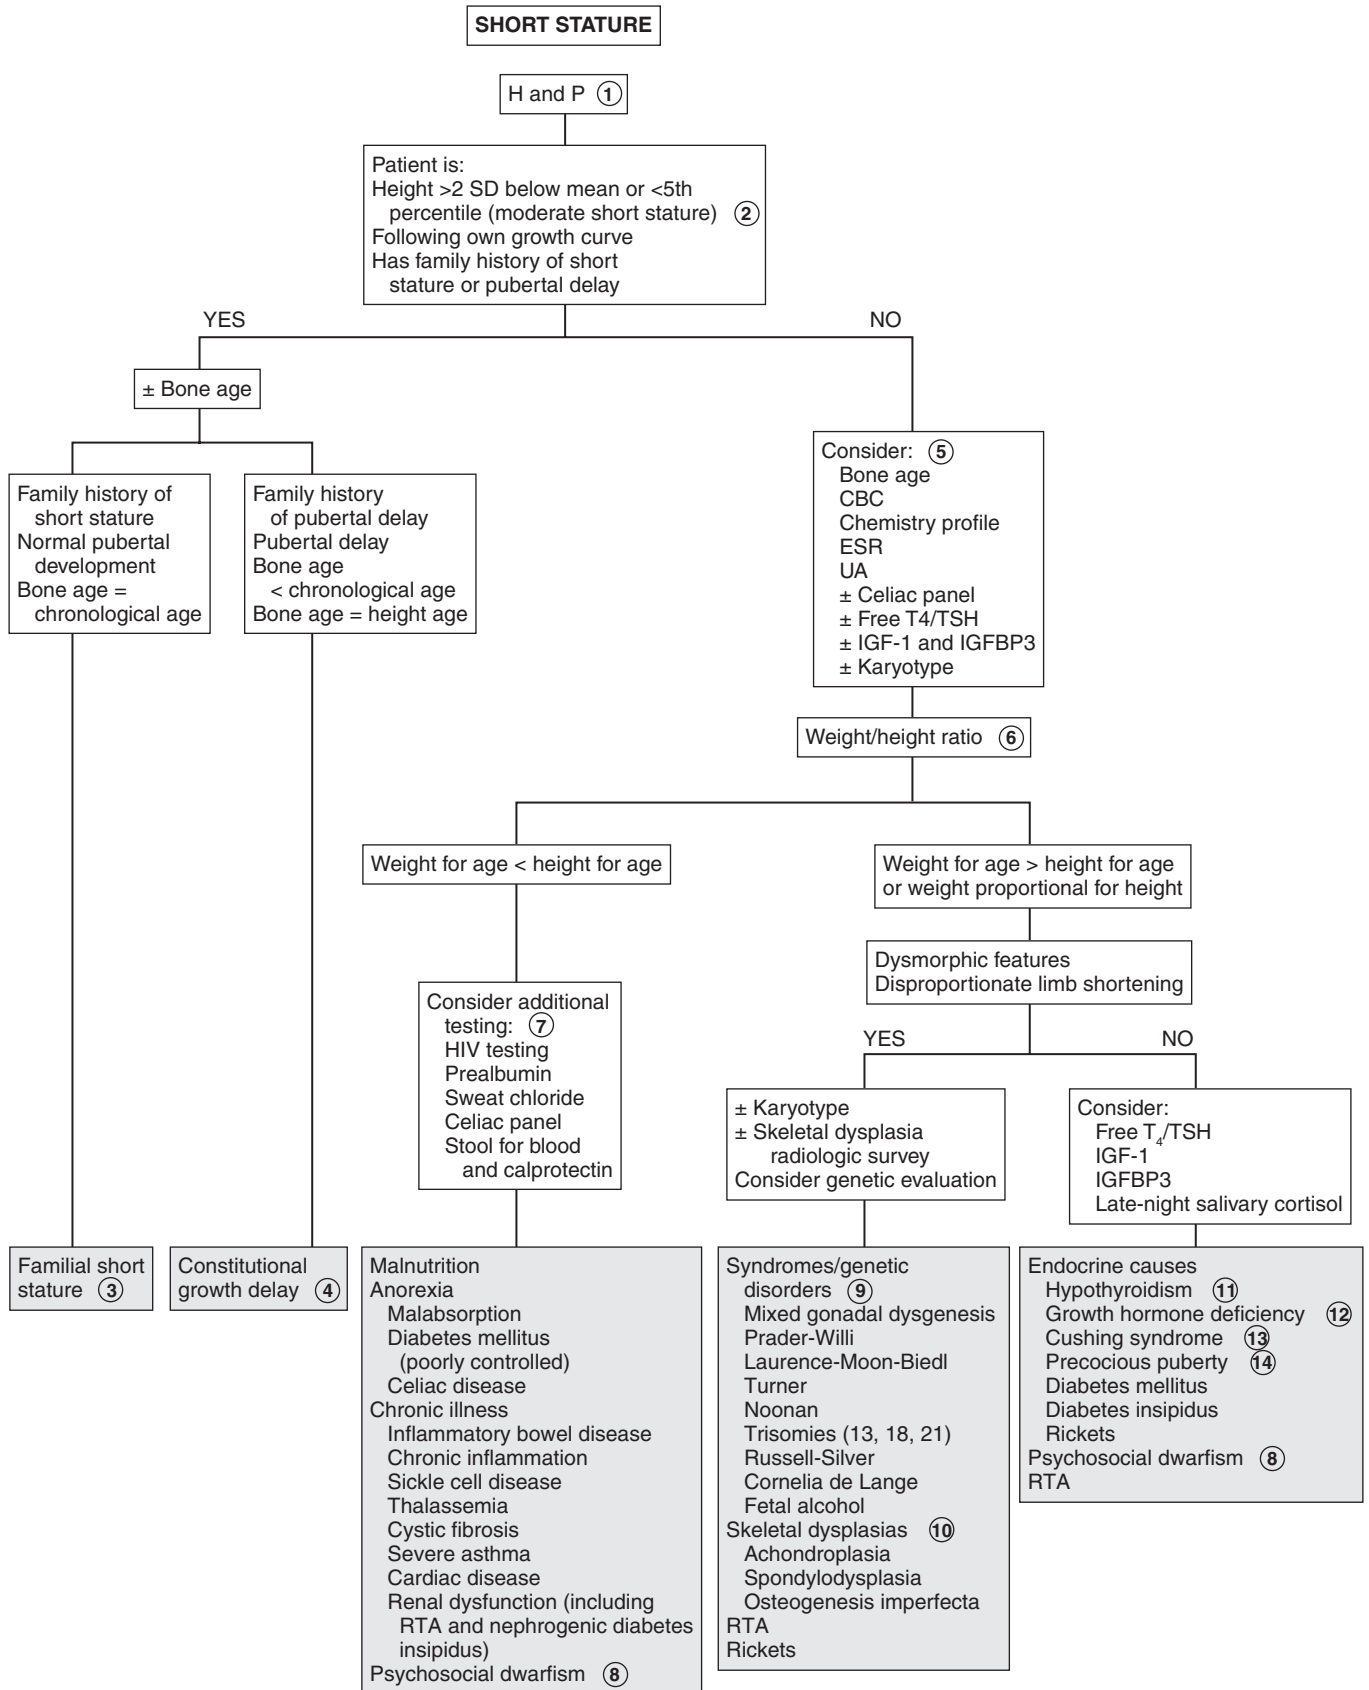 SHORT STATURE
H and P 1
Patient is:
Height >2 SD below mean or <5th
percentile (moderate short stature) 2
Following own growth curve
Has family history of short
stature or pubertal delay
YES
NO
± Bone age
Family history of
short stature
Normal pubertal
development
Bone age =
chronological age
Family history
of pubertal delay
Pubertal delay
Bone age
< chronological age
Bone age = height age
Consider: 5
Bone age
CBC
Chemistry profile
ESR
UA
± Celiac panel
± Free T4/TSH
± IGF-1 and IGFBP3
± Karyotype
Weight/height ratio 6
Weight for age < height for age
Weight for age > height for age
or weight proportional for height
Dysmorphic features
Disproportionate limb shortening
YES
NO
Consider additional
testing: 7
HIV testing
Prealbumin
Sweat chloride
Celiac panel
Stool for blood
and calprotectin
± Karyotype
± Skeletal dysplasia
radiologic survey
Consider genetic evaluation
Consider:
Free T4/TSH
IGF-1
IGFBP3
Late-night salivary cortisol
Familial short
stature 3
Constitutional
growth delay 4
Malnutrition
Anorexia
Malabsorption
Diabetes mellitus
(poorly controlled)
Celiac disease
Chronic illness
Inflammatory bowel disease
Chronic inflammation
Sickle cell disease
Thalassemia
Cystic fibrosis
Severe asthma
Cardiac disease
Renal dysfunction (including
RTA and nephrogenic diabetes
insipidus)
Psychosocial dwarfism 8
Syndromes/genetic
disorders 9
Mixed gonadal dysgenesis
Prader-Willi
Laurence-Moon-Biedl
Turner
Noonan
Trisomies (13, 18, 21)
Russell-Silver
Cornelia de Lange
Fetal alcohol
Skeletal dysplasias 10
Achondroplasia
Spondylodysplasia
Osteogenesis imperfecta
RTA
Rickets
Endocrine causes
Hypothyroidism 11
Growth hormone deficiency 12
Cushing syndrome 13
Precocious puberty 14
Diabetes mellitus
Diabetes insipidus
Rickets
Psychosocial dwarfism 8
RTA